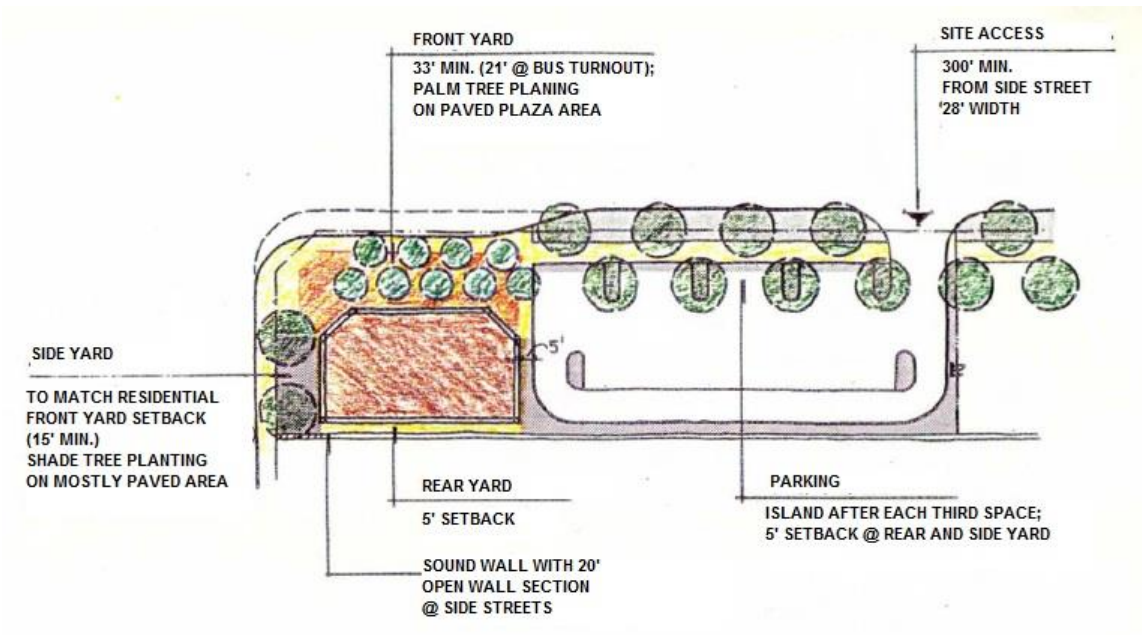 FRONT YARD
33' MIN. (21' @ BUS TURNOUT);
PALM TREE PLANING
ON PAVED PLAZA AREA
SITE ACCESS
300' MIN.
FROM SIDE STREET
'28' WIDTH
5'
SIDE YARD
TO MATCH RESIDENTIAL
FRONT YARD SETBACK
(15' MIN.)
SHADE TREE PLANTING
ON MOSTLY PAVED AREA
REAR YARD
5' SETBACK
PARKING
ISLAND AFTER EACH THIRD SPACE;
5' SETBACK @ REAR AND SIDE YARD
SOUND WALL WITH 20'
OPEN WALL SECTION
@ SIDE STREETS